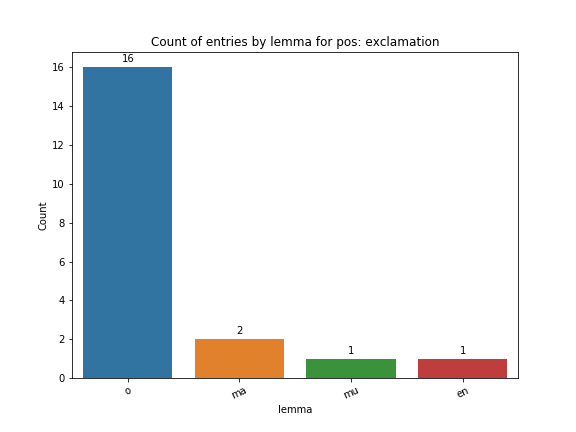 Count of entries by lemma for pos: exclamation
16
16
14
12
10
8
6
4
2
0
2
1
1
Count
o
ma
mu
en
lemma